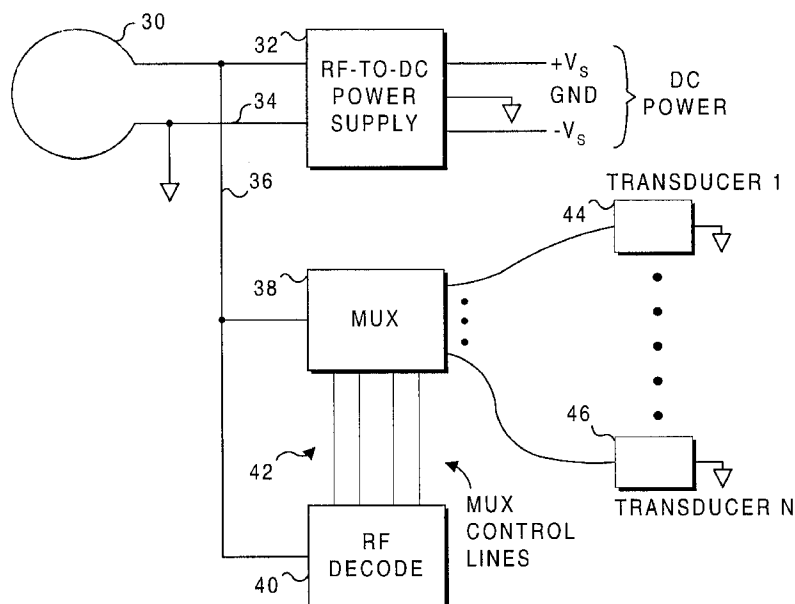 30
32
34
RF-TO-DC
POWER
SUPPLY
+Vs
GND
-Vs
DC
POWER
36
TRANSDUCER 1
44
38
MUX
46
TRANSDUCER N
42
MUX
CONTROL
LINES
RF
DECODE
40